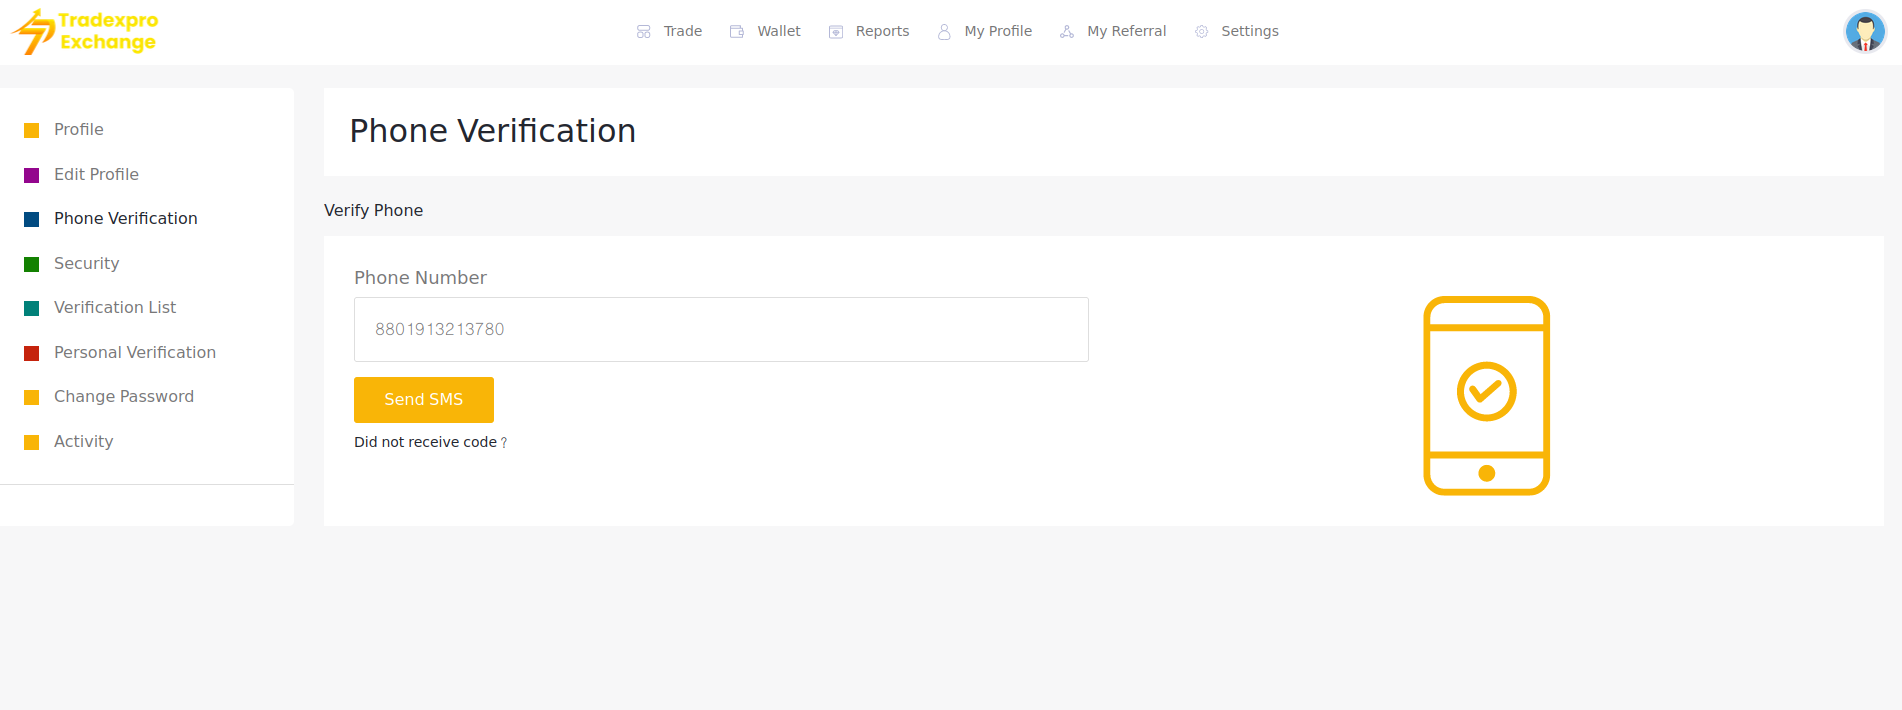 Tradexpro
Exchange
Trade
Wallet
Reports
My Profile
My Referral
Settings
Profile
Edit Profile
Phone Verification
Security
Verification List
Personal Verification
Change Password
Activity
Phone Verification
Verify Phone
Phone Number
8801913213780
Send SMS
Did not receive code ?